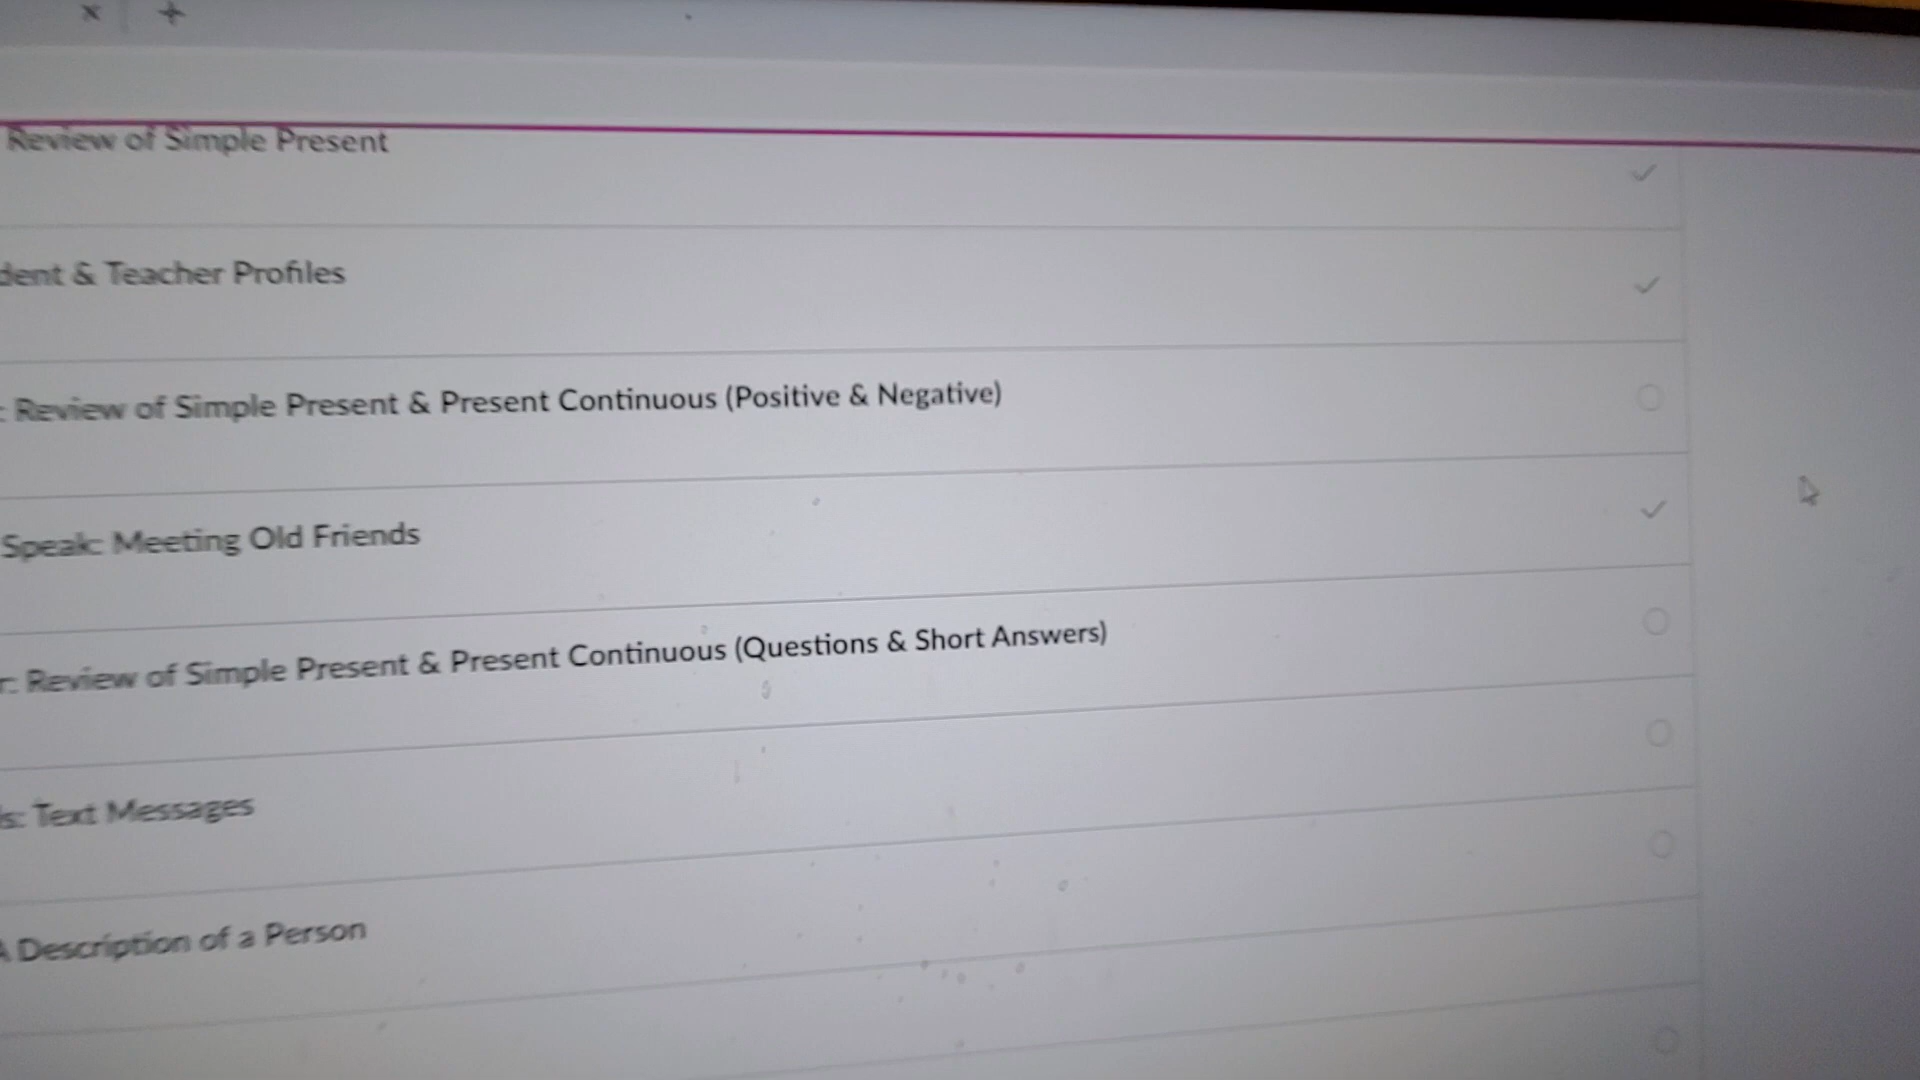 Review of Simple Present
dent & Teacher Profiles
: Review of Simple Present & Present Continuous (Positive & Negative)
Speak: Meeting Old Friends
r: Review of Simple Present & Present Continuous (Questions & Short Answers)
s: Text Messages
A Description of a Person